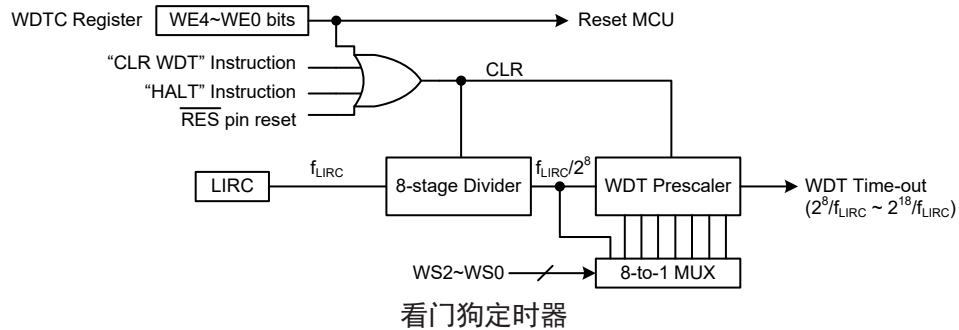 WDTC Register WE4~WE0 bits Reset MCU
“CLR WDT” Instruction
CLR
“HALT” Instruction
RES pin reset
fLIRC fLIRC/2^8
LIRC 8-stage Divider WDT Prescaler WDT Time-out
(2^8/fLIRC ~ 2^18/fLIRC)
WS2~WS0 8-to-1 MUX
看门狗定时器